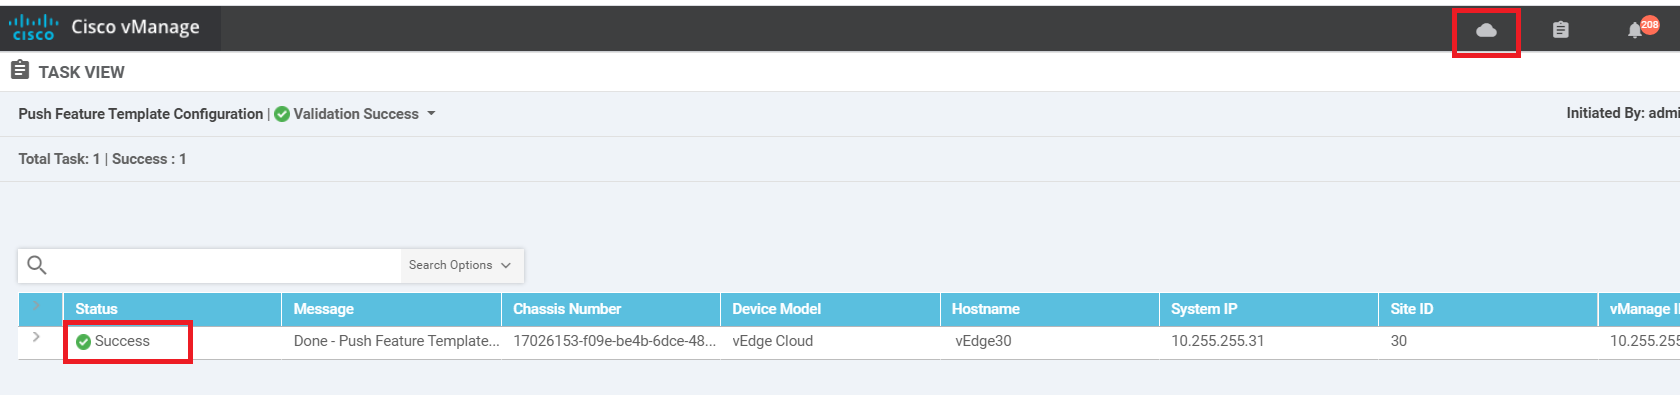 cisco Cisco vManage 208
TASK VIEW
Push Feature Template Configuration | Validation Success Initiated By: admi
Total Task: 1 | Success : 1
Search Options
Status Message Chassis Number Device Model Hostname System IP Site ID vManage I
Success Done - Push Feature Template... 17026153-f09e-be4b-6dce-48... vEdge Cloud vEdge30 10.255.255.31 30 10.255.255